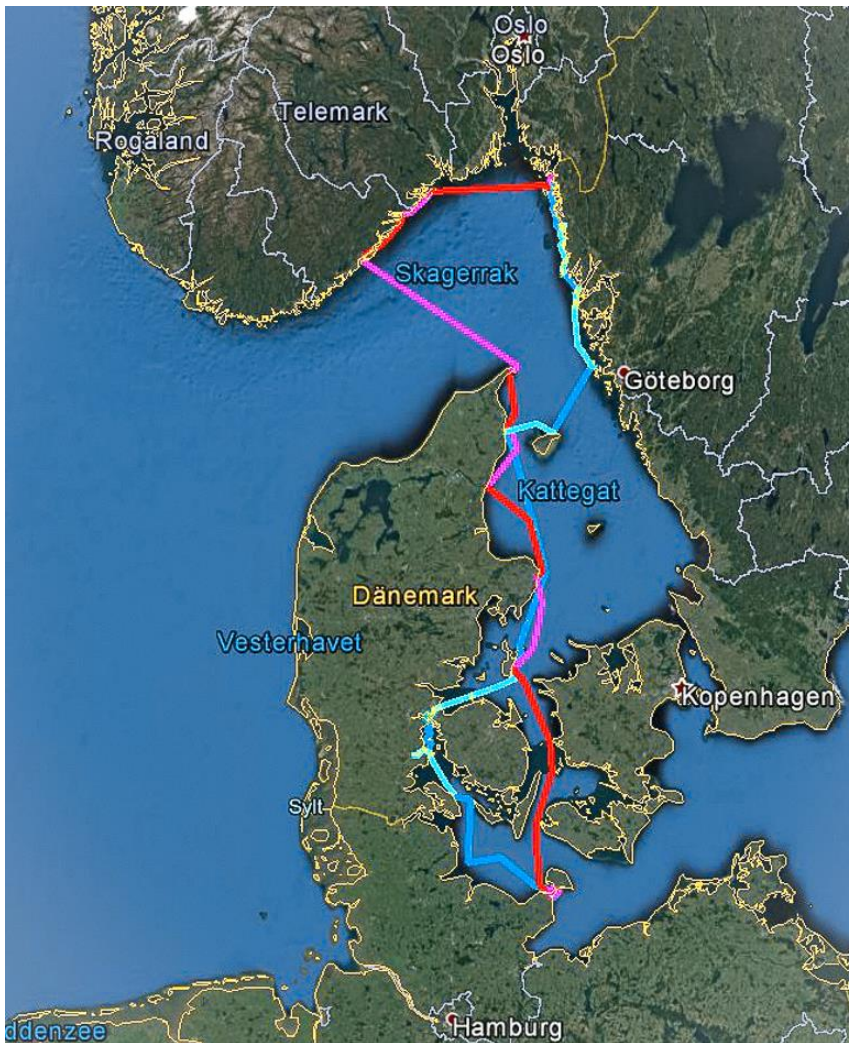 Oslo
Oslo
Telemark
Rogaland
Skagerrak
Göteborg
Kattegat
Dänemark
Vesterhavet
Kopenhagen
Sylt
Hamburg
ddenzee